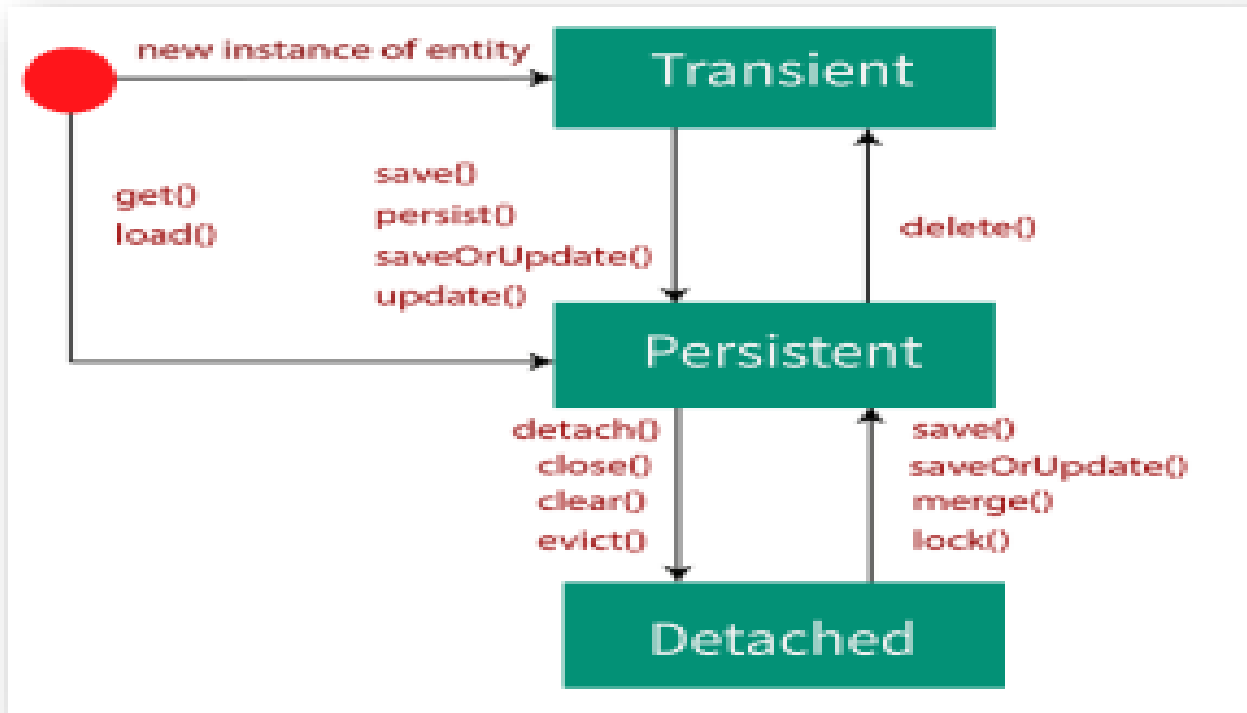 new instance of entity
Transient
get()
load()
save()
persist()
saveOrUpdate()
update()
delete()
Persistent
detach()
close()
clear()
evict()
save()
saveOrUpdate()
merge()
lock()
Detached